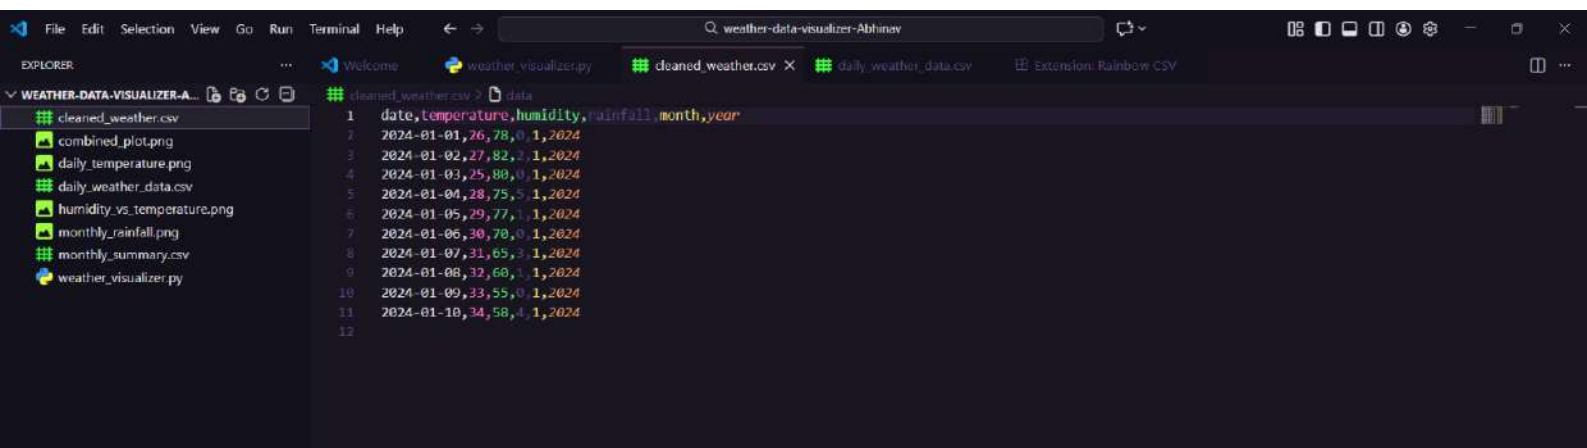 File Edit Selection View Go Run Terminal Help
weather-data-visualizer-Abhinav
EXPLORER
WEATHER-DATA-VISUALIZER-A...
cleaned_weather.csv
combined_plot.png
daily_temperature.png
daily_weather_data.csv
humidity_vs_temperature.png
monthly_rainfall.png
monthly_summary.csv
weather_visualizer.py
Welcome weather_visualizer.py cleaned_weather.csv daily_weather_data.csv Extension: Rainbow CSV
cleaned_weather.csv > data
1 date,temperature,humidity,rainfall,month,year
2 2024-01-01,26,78,0,1,2024
3 2024-01-02,27,82,2,1,2024
4 2024-01-03,25,80,0,1,2024
5 2024-01-04,28,75,5,1,2024
6 2024-01-05,29,77,1,1,2024
7 2024-01-06,30,70,0,1,2024
8 2024-01-07,31,65,3,1,2024
9 2024-01-08,32,60,1,1,2024
10 2024-01-09,33,55,0,1,2024
11 2024-01-10,34,58,4,1,2024
12